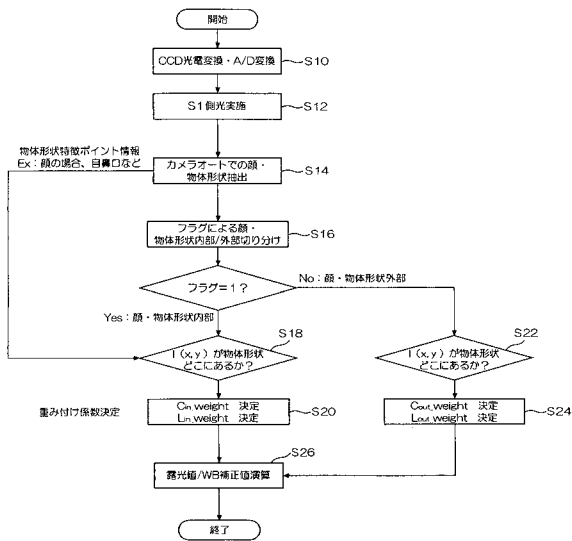 開始
CCD光電変換・A/D変換
S10
S1側光実施
S12
物体形状特徴ポイント情報
Ex：顔の場合、目鼻口など
カメラオートでの顔・
物体形状抽出
S14
フラグによる顔・
物体形状内部/外部切り分け
S16
フラグ＝1？
No：顔・物体形状外部
Yes：顔・物体形状内部
S18
I（x,y）が物体形状
どこにあるか？
S22
I（x,y）が物体形状
どこにあるか？
重み付け係数決定
Cin_weight　決定
Lin_weight　決定
S20
Cout_weight　決定
Lout_weight　決定
S24
S26
露光値/WB補正値演算
終了